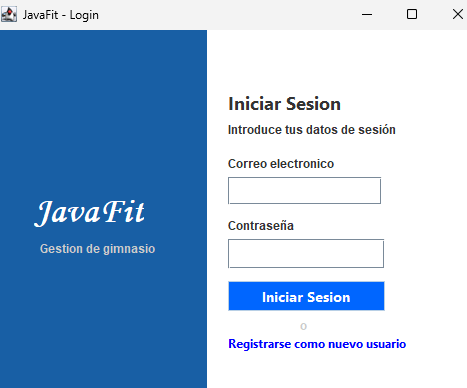 JavaFit - Login
JavaFit
Gestion de gimnasio
Iniciar Sesion
Introduce tus datos de sesión
Correo electronico
Contraseña
Iniciar Sesion
o
Registrarse como nuevo usuario